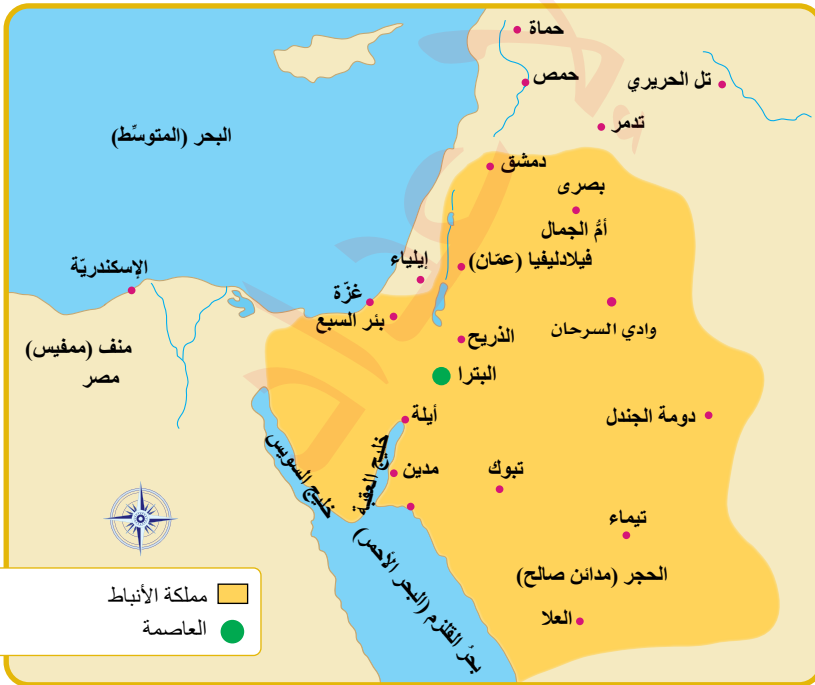 حماة
حمص
تل الحريري
تدمر
البحر (المتوسِّط)
دمشق
بصرى
أمُّ الجمال
فيلادليفيا (عمّان)
إيلياء
الإسكندريّة
غزّة
بئر السبع
وادي السرحان
الذريح
منف (ممفيس)
مصر
البترا
أيلة
دومة الجندل
خليج السويس
خليج العقبة
مدين
تبوك
تيماء
الحجر (مدائن صالح)
بحرُ القلزم (البحر الأحمر)
العلا
مملكة الأنباط
العاصمة